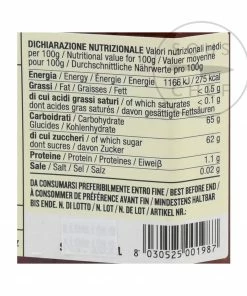 DICHIARAZIONE NUTRIZIONALE Valori nutrizionali medi
per 100g / Nutritional value for 100g / Valeur moyenne
pour 100g / Durchschnittliche Nährwerte pro 100g
Energia / Energy / Énergie / Energie 1166 kJ / 275 kcal
Grassi / Fat / Graisses / Fett < 0.5 g
di cui acidi grassi saturi / of which saturates < 0.1 g
dont acides gras saturés / davon gesättigte Fettsäuren
Carboidrati / Carbohydrate 65 g
Glucides / Kohlenhydrate
di cui zuccheri / of which sugars 62 g
dont sucres / davon Zucker
Proteine / Protein / Proteines / Eiweiß 1.1 g
Sale / Salt / Sel / Salz 0.02 g
DA CONSUMARSI PREFERIBILMENTE ENTRO FINE / BEST BEFORE END /
À CONSOMMER DE PRÉFÉRENCE AVANT FIN / MINDESTENS HALTBAR
BIS ENDE. N. DI LOTTO / N. LOT / N. DE LOT / ARTIKEL NR.:
8 030525 001987